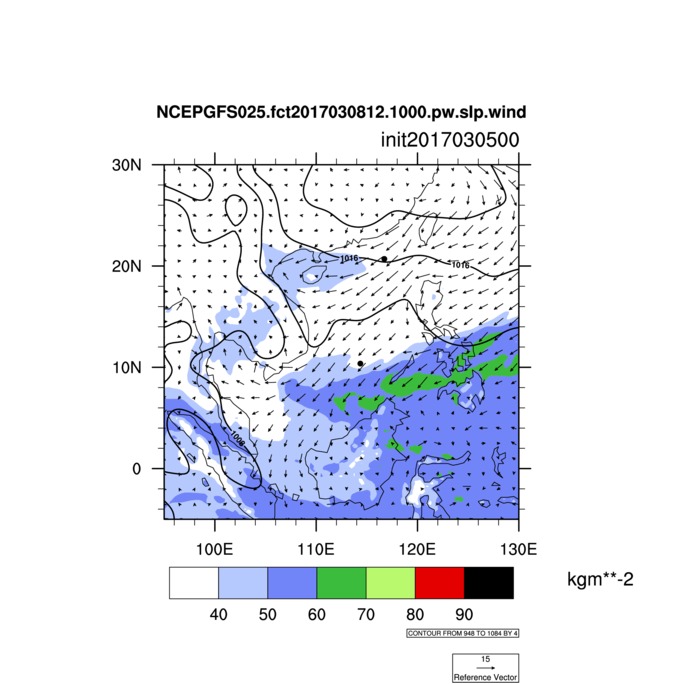 NCEPGFS025.fct2017030812.1000.pw.slp.wind
init2017030500
30N
20N
10N
0
1016
1016
1008
100E
110E
120E
130E
40
50
60
70
80
90
kgm**-2
CONTOUR FROM 948 TO 1084 BY 4
15
Reference Vector